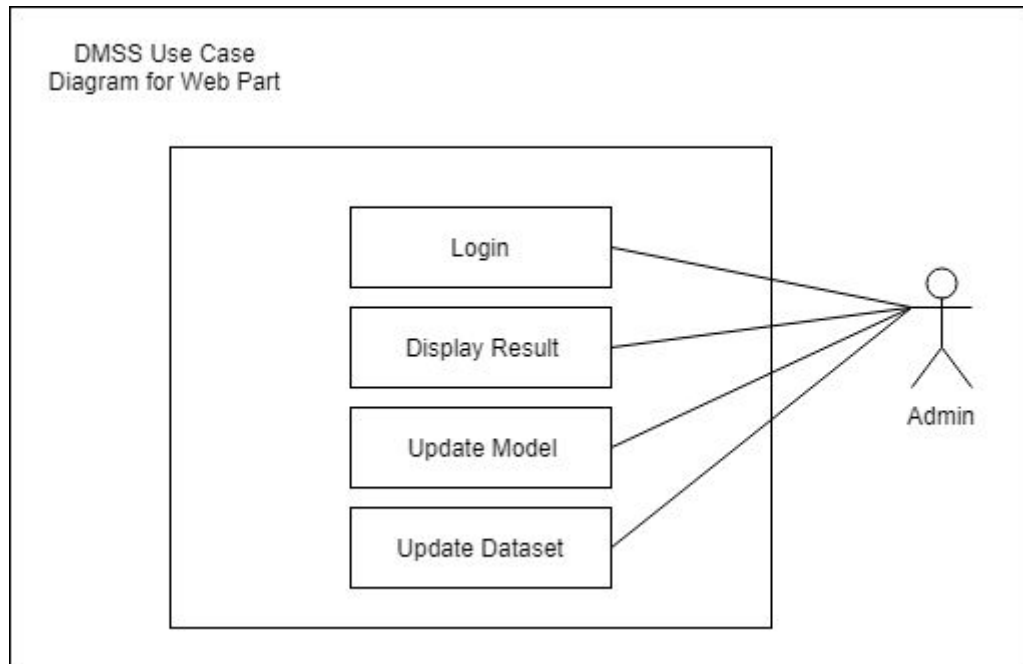 DMSS Use Case
Diagram for Web Part
Login
Display Result
Update Model
Update Dataset
Admin